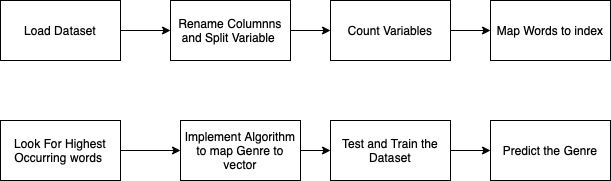 Load Dataset
Rename Columnns
and Split Variable
Count Variables
Map Words to index
Look For Highest
Occurring words
Implement Algorithm
to map Genre to
vector
Test and Train the
Dataset
Predict the Genre